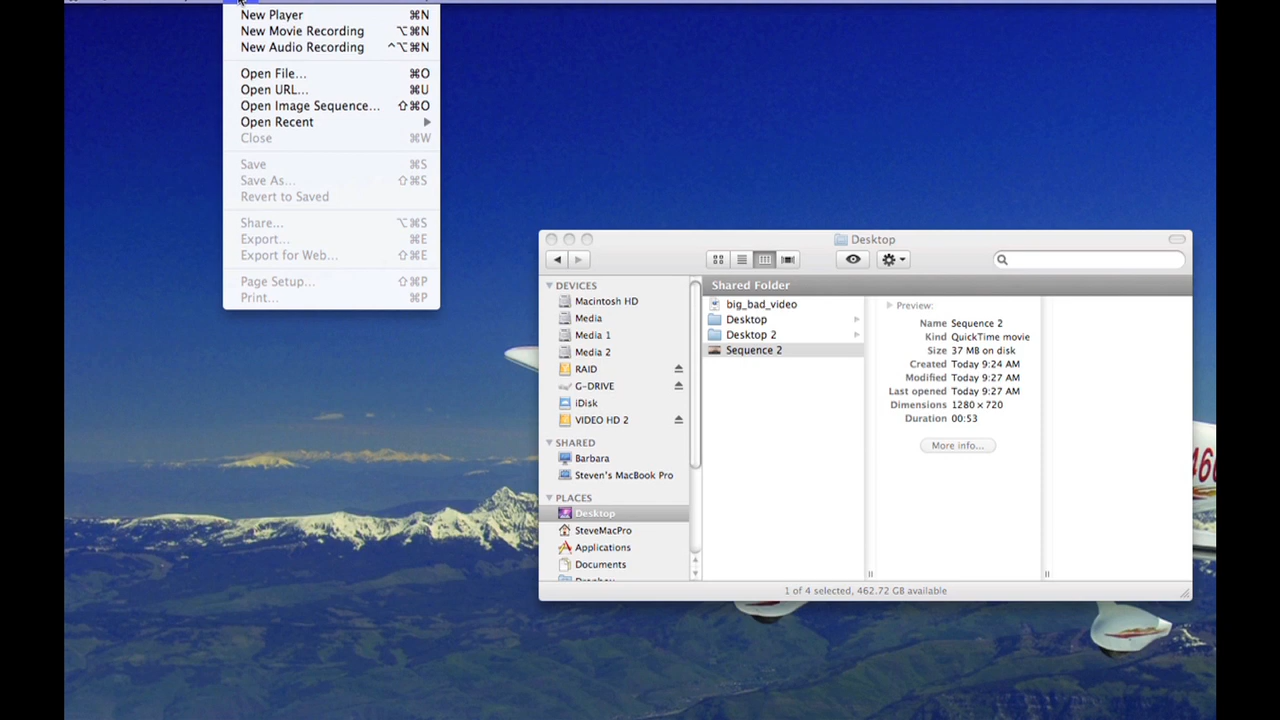 New Player ⌘N
New Movie Recording ⌥⌘N
New Audio Recording ^⌥⌘N
Open File... ⌘O
Open URL... ⌘U
Open Image Sequence... ⇧⌘O
Open Recent
Close ⌘W
Save ⌘S
Save As... ⇧⌘S
Revert to Saved
Share... ⌥⌘S
Export... ⌘E
Export for Web... ⇧⌘E
Page Setup... ⇧⌘P
Print... ⌘P
Desktop
DEVICES
Macintosh HD
Media
Media 1
Media 2
RAID
G-DRIVE
iDisk
VIDEO HD 2
SHARED
Barbara
Steven's MacBook Pro
PLACES
Desktop
SteveMacPro
Applications
Documents
Shared Folder
big_bad_video
Desktop
Desktop 2
Sequence 2
Preview:
Name Sequence 2
Kind QuickTime movie
Size 37 MB on disk
Created Today 9:24 AM
Modified Today 9:27 AM
Last opened Today 9:27 AM
Dimensions 1280 × 720
Duration 00:53
More info...
1 of 4 selected, 462.72 GB available